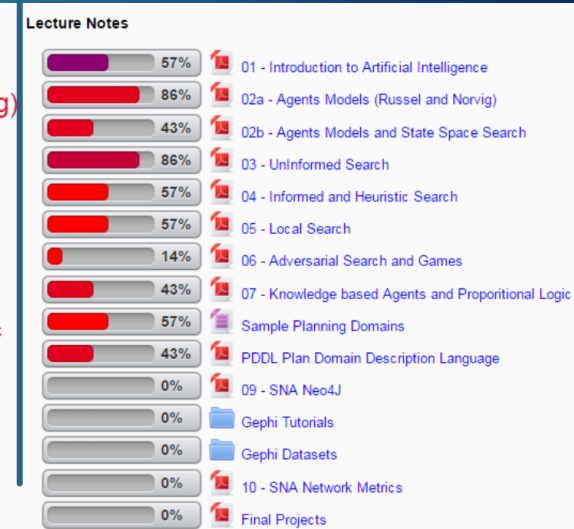 Lecture Notes
g)
57% 01 - Introduction to Artificial Intelligence
86% 02a - Agents Models (Russel and Norvig)
43% 02b - Agents Models and State Space Search
86% 03 - UnInformed Search
57% 04 - Informed and Heuristic Search
57% 05 - Local Search
14% 06 - Adversarial Search and Games
43% 07 - Knowledge based Agents and Proporitional Logic
57% Sample Planning Domains
43% PDDL Plan Domain Description Language
0% 09 - SNA Neo4J
0% Gephi Tutorials
0% Gephi Datasets
0% 10 - SNA Network Metrics
0% Final Projects